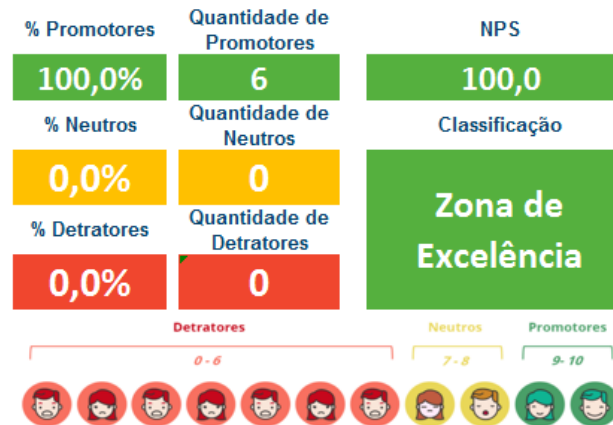 % Promotores
Quantidade de
Promotores
NPS
100,0%
6
100,0
% Neutros
Quantidade de
Neutros
Classificação
0,0%
0
Zona de
Excelência
% Detratores
Quantidade de
Detratores
0,0%
0
Detratores
Neutros
Promotores
0 - 6
7 - 8
9- 10